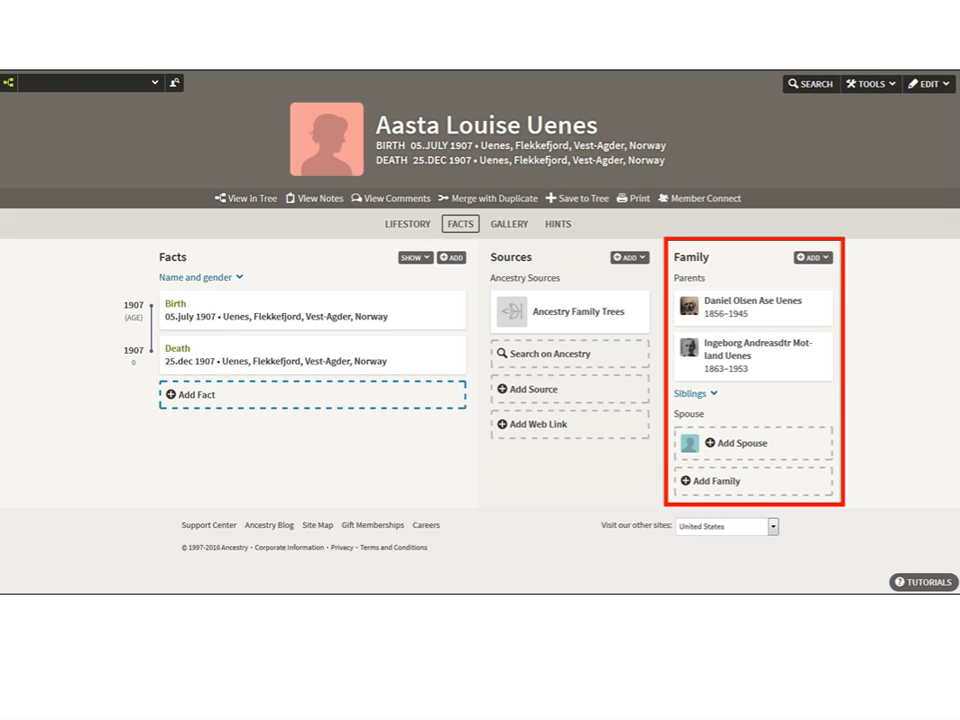 SEARCH
TOOLS
EDIT
Aasta Louise Uenes
BIRTH 05.JULY 1907 • Uenes, Flekkefjord, Vest-Agder, Norway
DEATH 25.DEC 1907 • Uenes, Flekkefjord, Vest-Agder, Norway
View in Tree View Notes View Comments Merge with Duplicate Save to Tree Print Member Connect
LIFESTORY FACTS GALLERY HINTS
Facts
SHOW ADD
Name and gender
1907
(AGE)
Birth
05.july 1907 • Uenes, Flekkefjord, Vest-Agder, Norway
1907
0
Death
25.dec 1907 • Uenes, Flekkefjord, Vest-Agder, Norway
Add Fact
Sources
ADD
Ancestry Sources
Ancestry Family Trees
Search on Ancestry
Add Source
Add Web Link
Family
ADD
Parents
Daniel Olsen Ase Uenes
1856–1945
Ingeborg Andreasdtr Mot-
land Uenes
1863–1953
Siblings
Spouse
Add Spouse
Add Family
Support Center Ancestry Blog Site Map Gift Memberships Careers
Visit our other sites: United States
© 1997-2016 Ancestry • Corporate Information • Privacy • Terms and Conditions
TUTORIALS